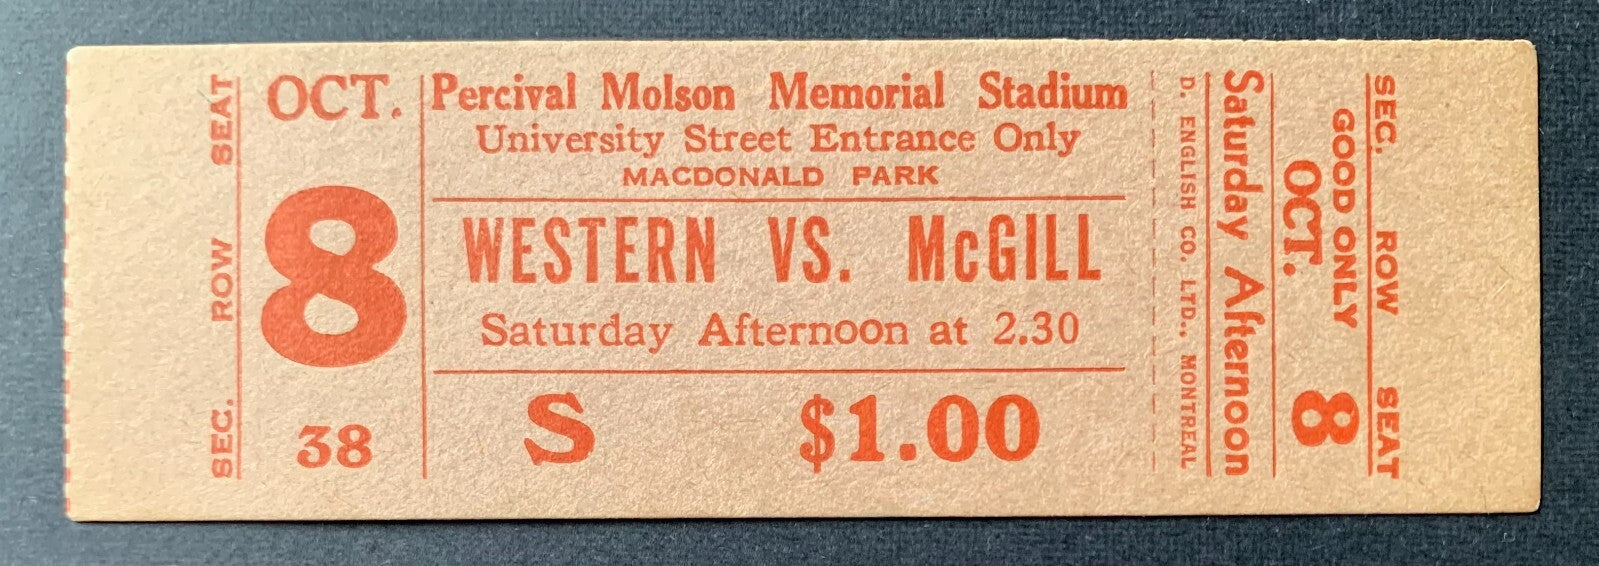 SEC. ROW SEAT
OCT.
8
38
Percival Molson Memorial Stadium
University Street Entrance Only
MACDONALD PARK
WESTERN VS. McGILL
Saturday Afternoon at 2.30
S $1.00
D. ENGLISH CO. LTD., MONTREAL
Saturday Afternoon
OCT. 8
GOOD ONLY
SEC. ROW SEAT